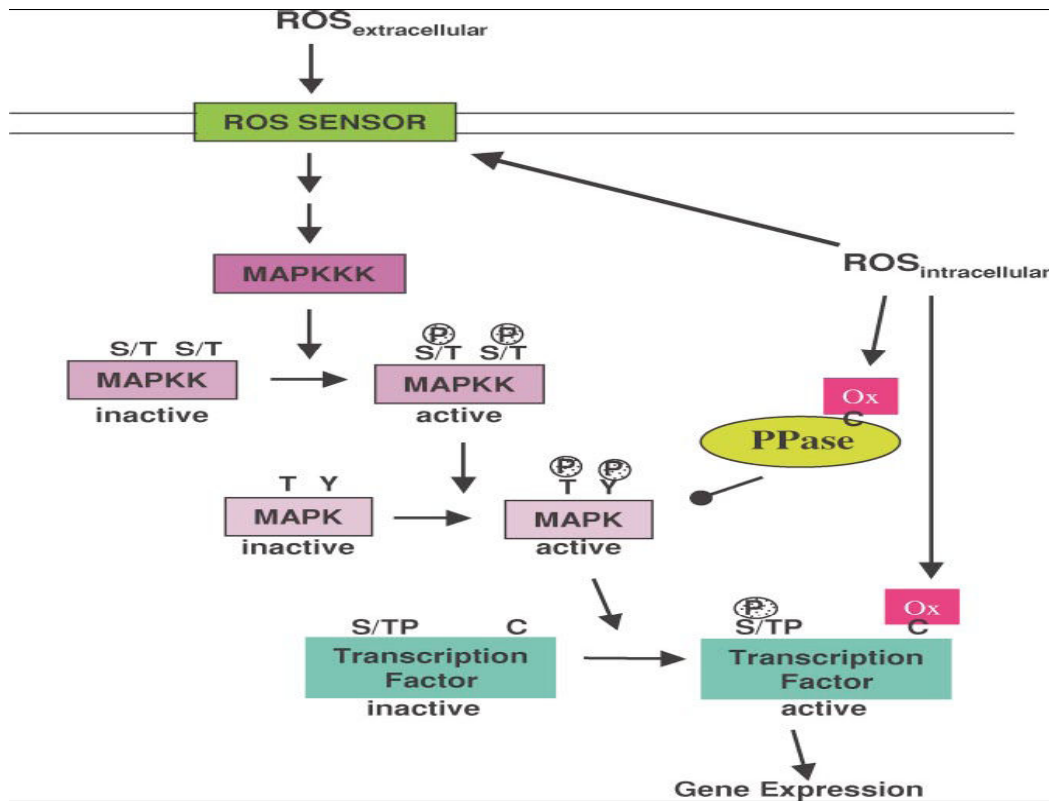 ROSextracellular
ROS SENSOR
MAPKKK
ROSintracellular
P P
S/T S/T S/T S/T
MAPKK MAPKK
inactive active
Ox
C
PPase
P P
T Y T Y
MAPK MAPK
inactive active
P Ox
S/TP C S/TP C
Transcription Transcription
Factor Factor
inactive active
Gene Expression